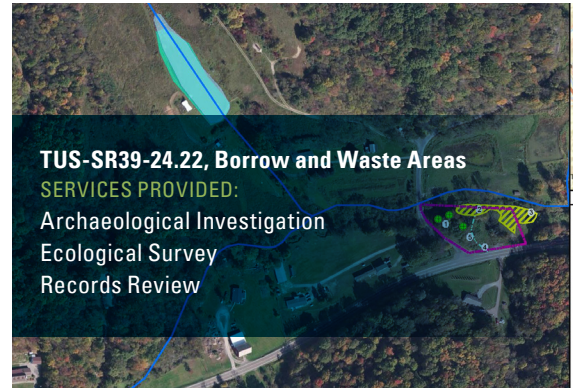 TUS-SR39-24.22, Borrow and Waste Areas
SERVICES PROVIDED:
Archaeological Investigation
Ecological Survey
Records Review